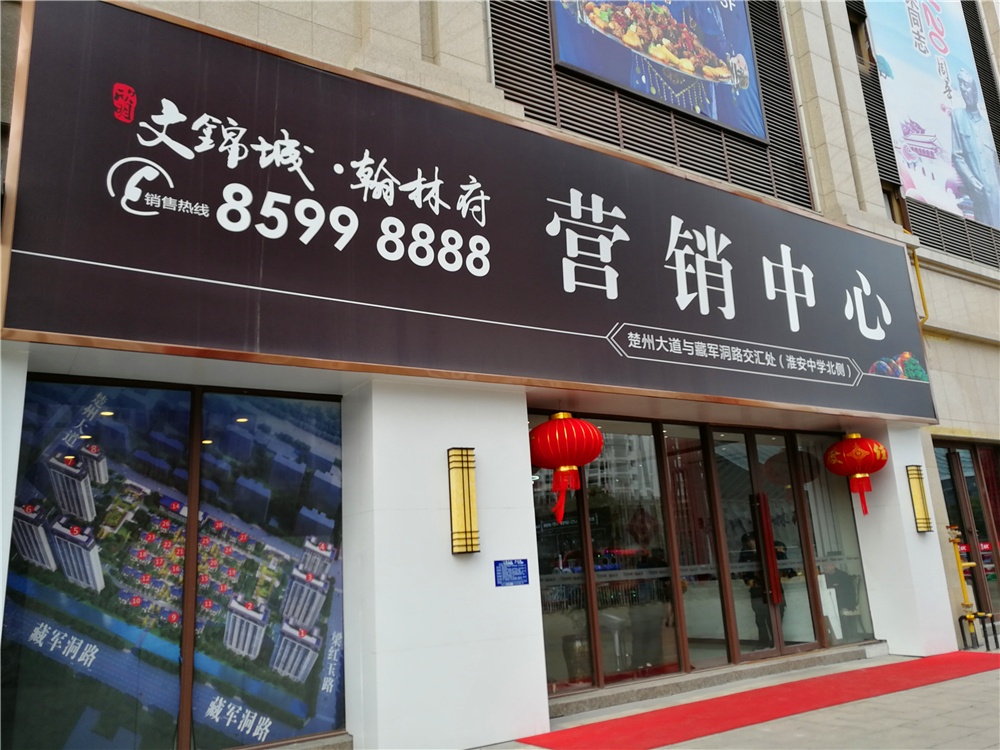 文錦城·翰林府
销售热线
8599 8888
营销中心
楚州大道与藏军洞路交汇处（淮安中学北侧）
楚州大道
藏军洞路
藏军洞路
梁红玉路